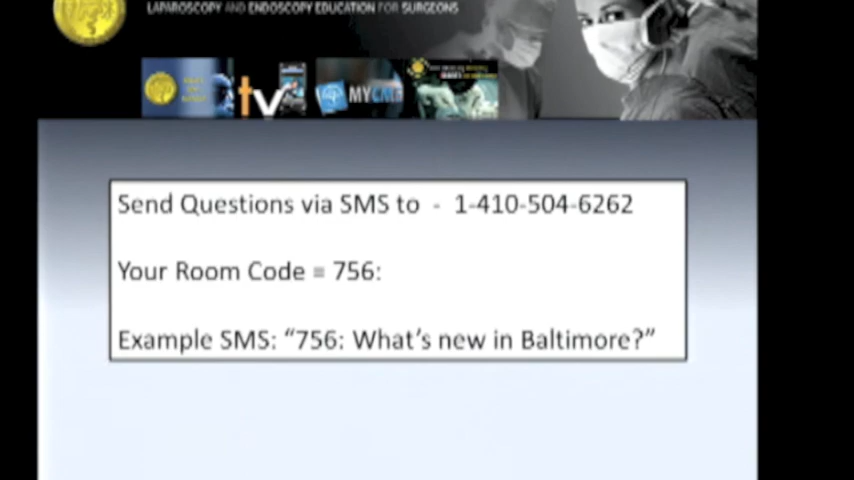 LAPAROSCOPY AND ENDOSCOPY EDUCATION FOR SURGEONS
tv
MYCME
Send Questions via SMS to - 1-410-504-6262
Your Room Code = 756:
Example SMS: “756: What’s new in Baltimore?”